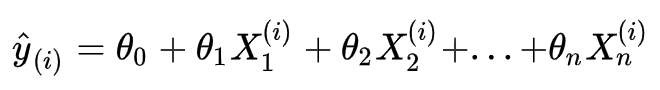 ŷ₍ᵢ₎ = θ₀ + θ₁X₁⁽ⁱ⁾ + θ₂X₂⁽ⁱ⁾ +...+θₙXₙ⁽ⁱ⁾